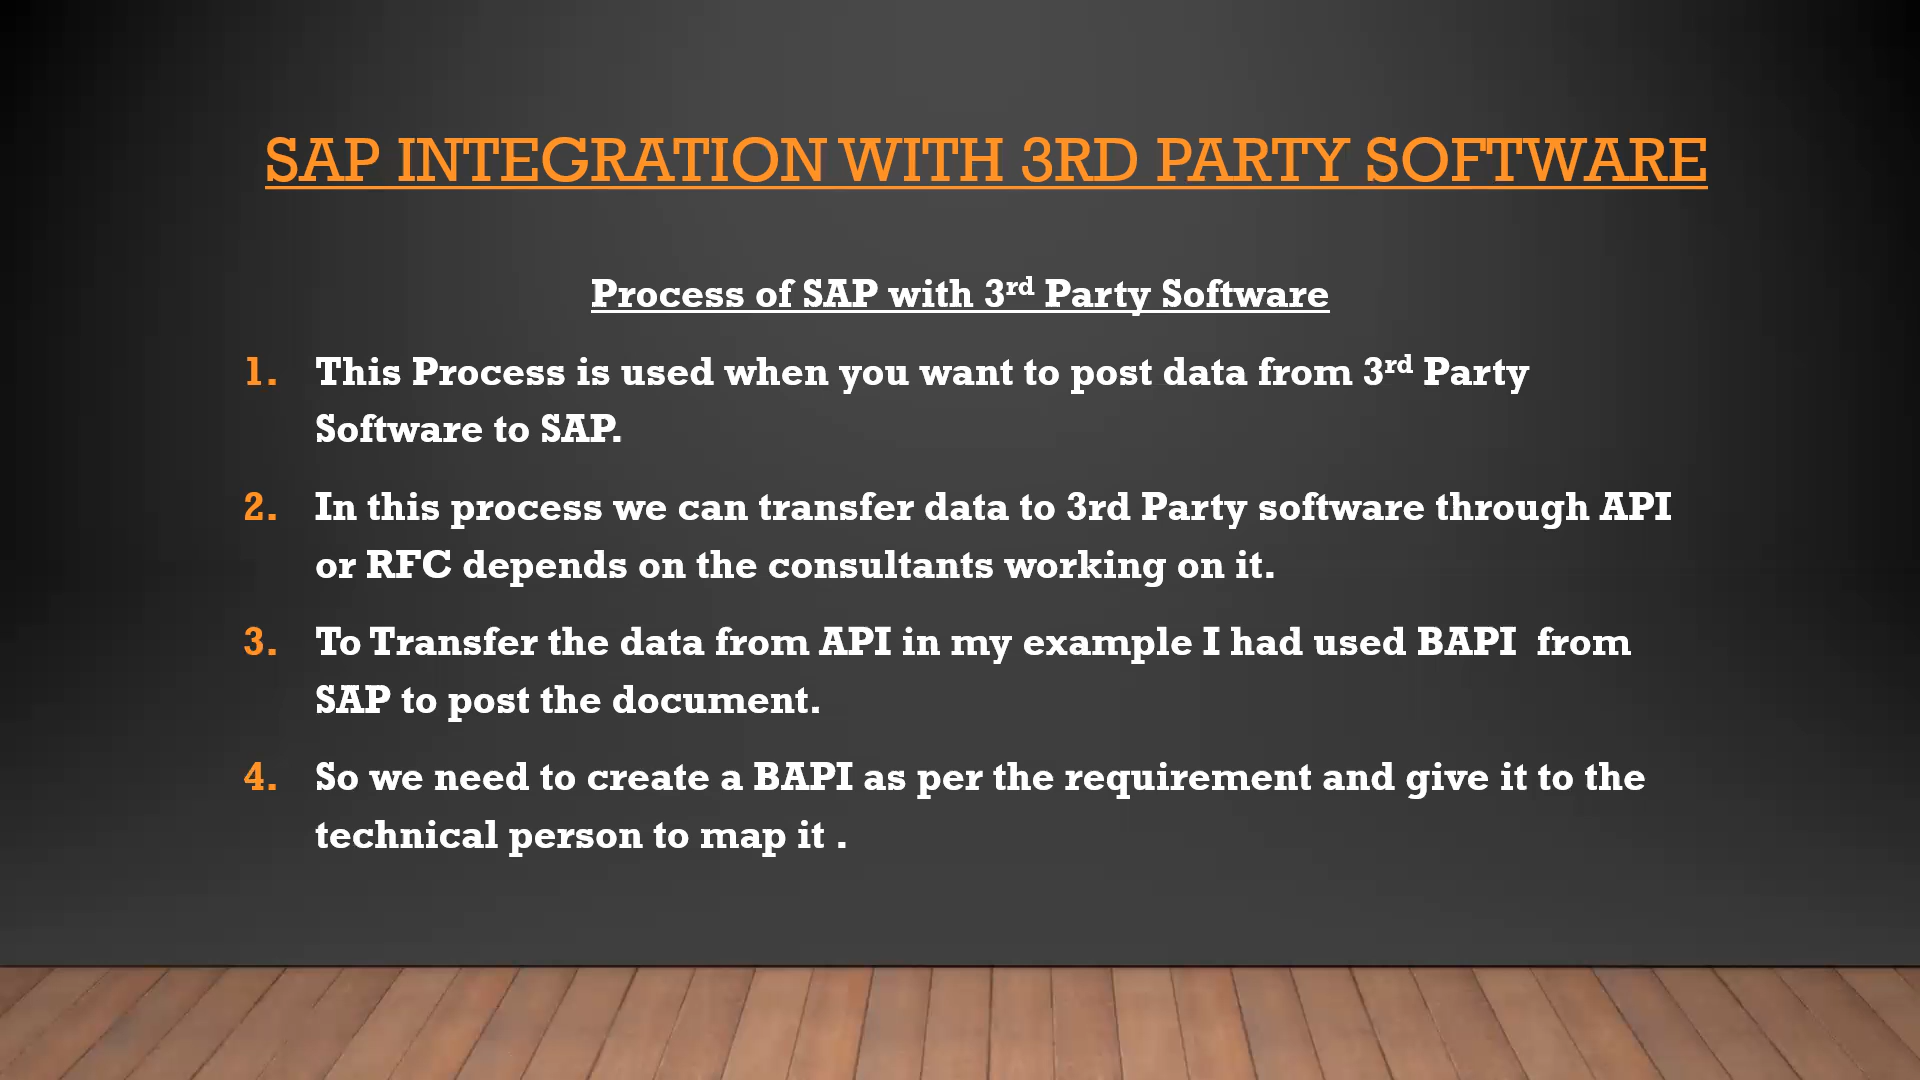 SAP INTEGRATION WITH 3RD PARTY SOFTWARE
Process of SAP with 3rd Party Software
1. This Process is used when you want to post data from 3rd Party
Software to SAP.
2. In this process we can transfer data to 3rd Party software through API
or RFC depends on the consultants working on it.
3. To Transfer the data from API in my example I had used BAPI  from
SAP to post the document.
4. So we need to create a BAPI as per the requirement and give it to the
technical person to map it .